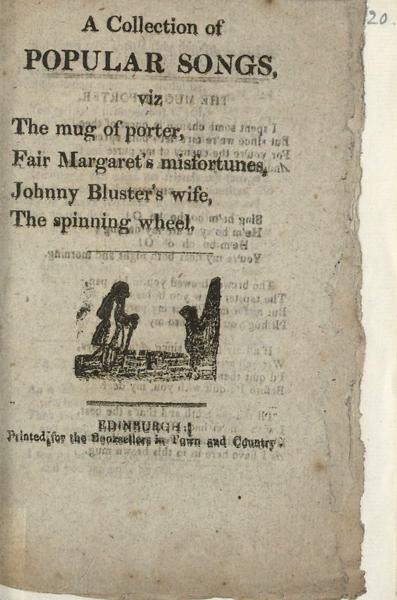 20.
A Collection of
POPULAR SONGS,
viz
The mug of porter,
Fair Margaret's misfortunes,
Johnny Bluster's wife,
The spinning wheel,
EDINBURGH:
Printed for the Booksellers in Town and Country.